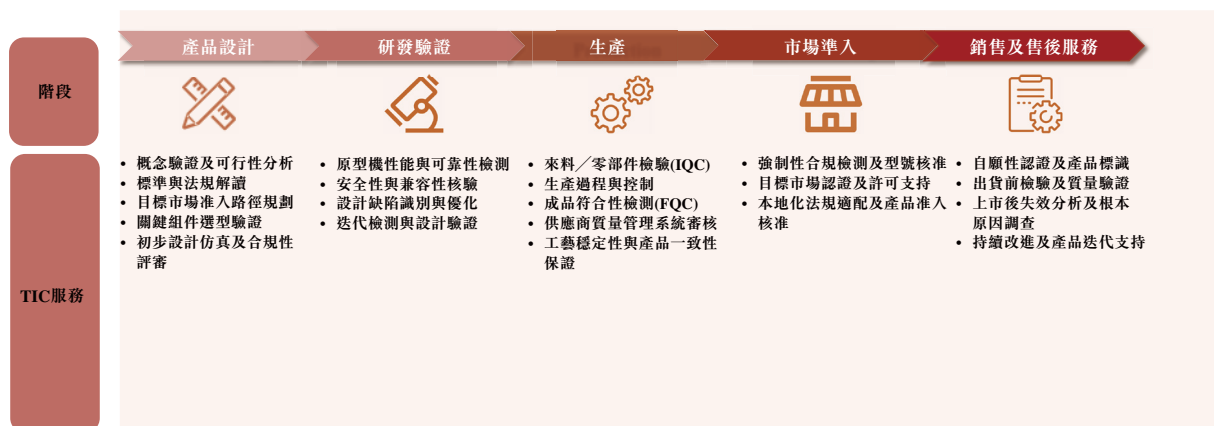 階段
產品設計
研發驗證
生產
市場準入
銷售及售後服務
TIC服務
• 概念驗證及可行性分析
• 標準與法規解讀
• 目標市場准入路徑規劃
• 關鍵組件選型驗證
• 初步設計仿真及合規性
評審
• 原型機性能與可靠性檢測
• 安全性與兼容性核驗
• 設計缺陷識別與優化
• 迭代檢測與設計驗證
• 來料／零部件檢驗(IQC)
• 生產過程與控制
• 成品符合性檢測(FQC)
• 供應商質量管理系統審核
• 工藝穩定性與產品一致性
保證
• 強制性合規檢測及型號核准
• 目標市場認證及許可支持
• 本地化法規適配及產品准入
核准
• 自願性認證及產品標識
• 出貨前檢驗及質量驗證
• 上市後失效分析及根本
原因調查
• 持續改進及產品迭代支持